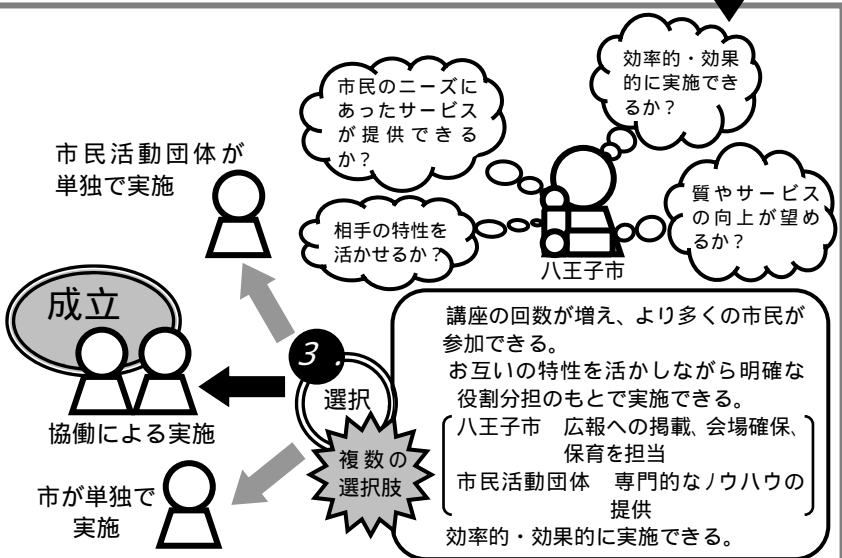 効率的・効果
的に実施でき
るか？
市民のニーズに
あったサービス
が提供できる
か？
質やサービス
の向上が望め
るか？
相手の特性を
活かせるか？
八王子市
市民活動団体が
単独で実施
成立
協働による実施
市が単独で
実施
3.
選択
複数の
選択肢
講座の回数が増え、より多くの市民が
参加できる。
お互いの特性を活かしながら明確な
役割分担のもとで実施できる。
八王子市　広報への掲載、会場確保、
保育を担当
市民活動団体　専門的なノウハウの
提供
効率的・効果的に実施できる。